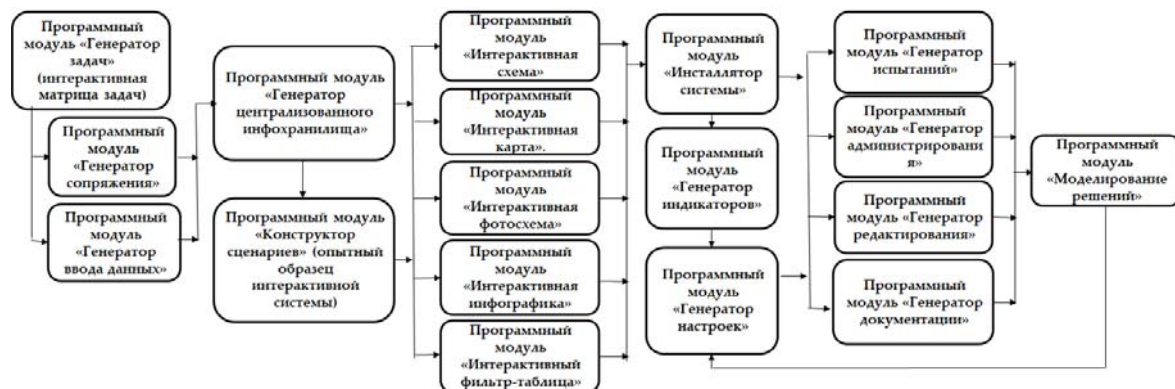 Программный
модуль «Генератор
задач»
(интерактивная
матрица задач)
Программный
модуль
«Генератор
сопряжения»
Программный
модуль
«Генератор
ввода данных»
Программный модуль
«Генератор
централизованного
инфохранилища»
Программный модуль
«Конструктор
сценариев» (опытный
образец
интерактивной
системы)
Программный
модуль
«Интерактивная
схема»
Программный
модуль
«Интерактивная
карта».
Программный
модуль
«Интерактивная
фотосхема»
Программный
модуль
«Интерактивная
инфографика»
Программный
модуль
«Интерактивный
фильтр-таблица»
Программный
модуль
«Инсталлятор
системы»
Программный
модуль
«Генератор
индикаторов»
Программный
модуль
«Генератор
настроек»
Программный
модуль «Генератор
испытаний»
Программный
модуль «Генератор
администрировани
я»
Программный
модуль «Генератор
редактирования»
Программный
модуль «Генератор
документации»
Программный
модуль
«Моделирование
решений»